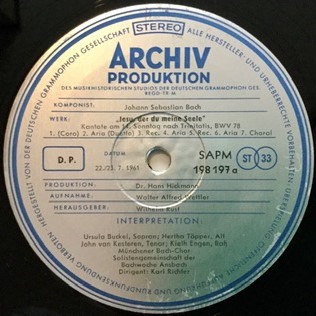 STEREO
ALLE HERSTELLER- UND URHEBERRECHTE VORBEHALTEN
DEUTSCHEN GRAMMOPHON GESELLSCHAFT
ARCHIV
PRODUKTION
DES MUSIKHISTORISCHEN STUDIOS DER DEUTSCHEN GRAMMOPHON GES.
KOMPONIST: Johann Sebastian Bach
WERK: „Jesu, der du meine Seele"
Kantate am 14. Sonntag nach Trinitatis, BWV 78
1. (Coro) 2. Aria (Duetto) 3. Rec. 4. Aria 5. Rec. 6. Aria 7. Choral
D.P.
DATUM
1961
SAPM
198 197 a
ST 33
PRODUKTION: Dr. Hans Hickmann
AUFNAHME: Walter Alfred Wettler
HERAUSGEBER: Wilhelm Rust
INTERPRETATION:
Ursula Buckel, Sopran; Hertha Töpper, Alt
John van Kesteren, Tenor; Kieth Engen, Baß
Münchener Bach-Chor
Solistengemeinschaft der
Bachwoche Ansbach
Dirigent: Karl Richter